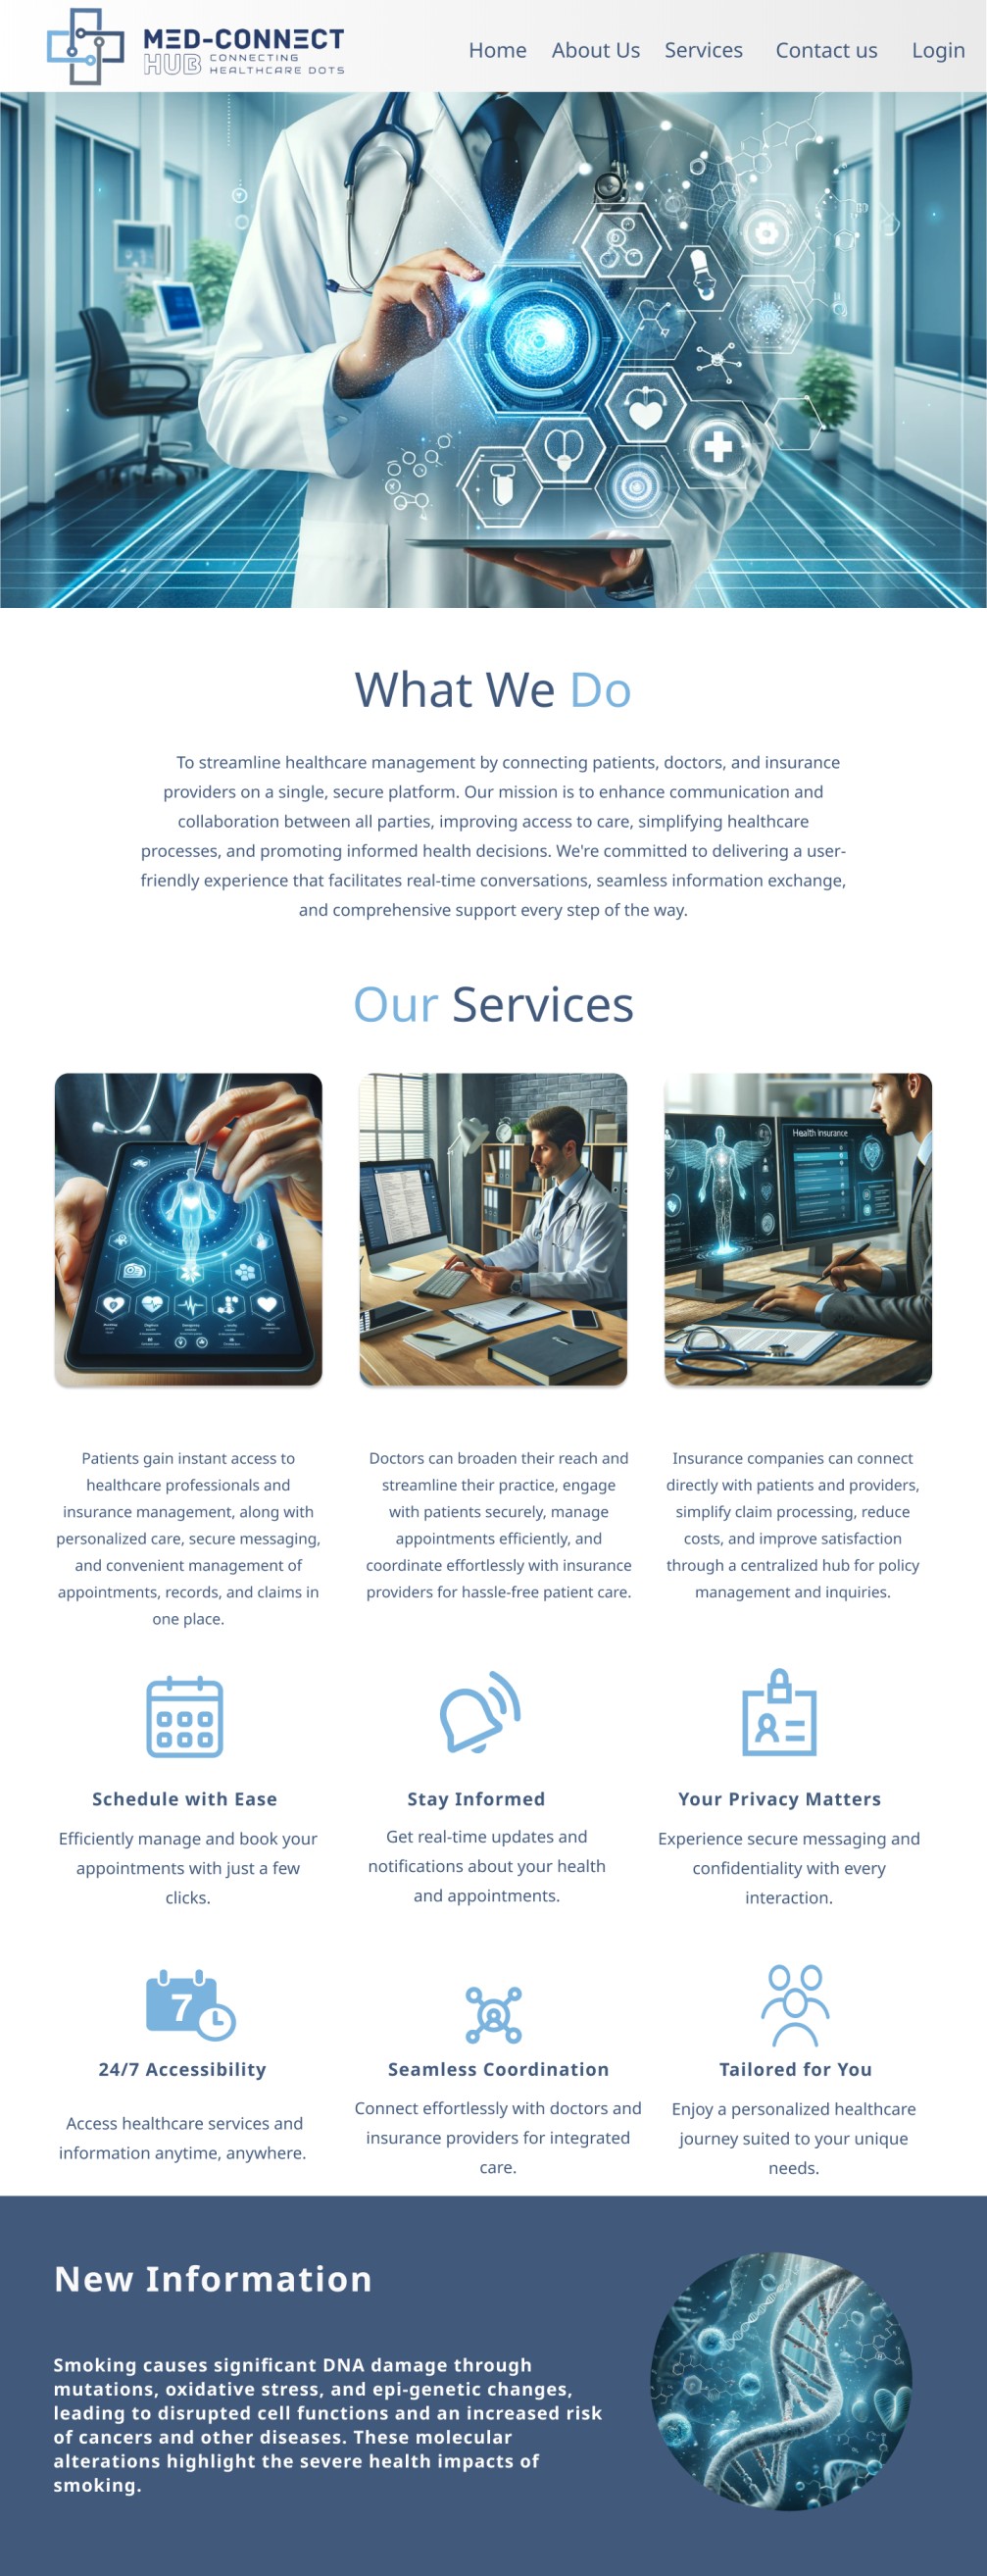 MED-CONNECT
HUB CONNECTING
HEALTHCARE DOTS
Home About Us Services Contact us Login
What We Do
To streamline healthcare management by connecting patients, doctors, and insurance
providers on a single, secure platform. Our mission is to enhance communication and
collaboration between all parties, improving access to care, simplifying healthcare
processes, and promoting informed health decisions. We're committed to delivering a user-
friendly experience that facilitates real-time conversations, seamless information exchange,
and comprehensive support every step of the way.
Our Services
Health insurance
Patients gain instant access to
healthcare professionals and
insurance management, along with
personalized care, secure messaging,
and convenient management of
appointments, records, and claims in
one place.
Doctors can broaden their reach and
streamline their practice, engage
with patients securely, manage
appointments efficiently, and
coordinate effortlessly with insurance
providers for hassle-free patient care.
Insurance companies can connect
directly with patients and providers,
simplify claim processing, reduce
costs, and improve satisfaction
through a centralized hub for policy
management and inquiries.
Schedule with Ease
Efficiently manage and book your
appointments with just a few
clicks.
Stay Informed
Get real-time updates and
notifications about your health
and appointments.
Your Privacy Matters
Experience secure messaging and
confidentiality with every
interaction.
7
24/7 Accessibility
Access healthcare services and
information anytime, anywhere.
Seamless Coordination
Connect effortlessly with doctors and
insurance providers for integrated
care.
Tailored for You
Enjoy a personalized healthcare
journey suited to your unique
needs.
New Information
Smoking causes significant DNA damage through
mutations, oxidative stress, and epi-genetic changes,
leading to disrupted cell functions and an increased risk
of cancers and other diseases. These molecular
alterations highlight the severe health impacts of
smoking.